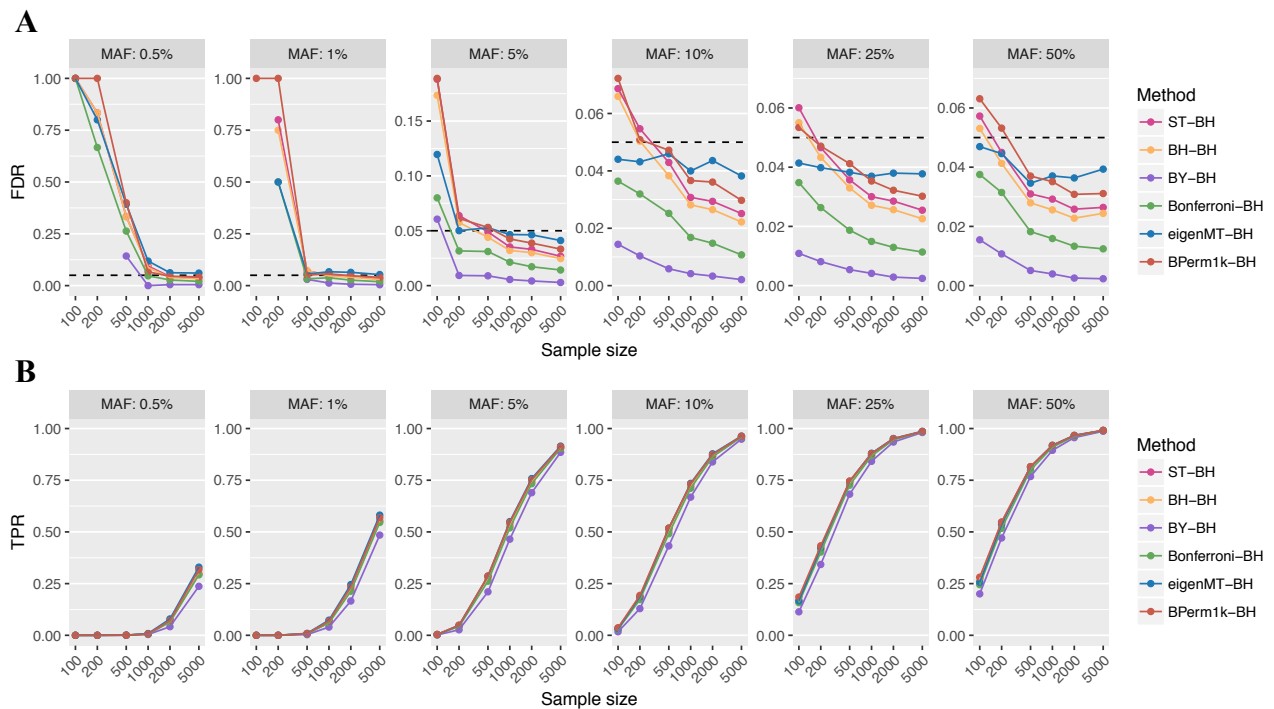 A
MAF: 0.5%
MAF: 1%
MAF: 5%
MAF: 10%
MAF: 25%
MAF: 50%
FDR
1.00
0.75
0.50
0.25
0.00
1.00
0.75
0.50
0.25
0.00
0.15
0.10
0.05
0.00
0.06
0.04
0.02
0.00
0.06
0.04
0.02
0.00
0.06
0.04
0.02
0.00
100 200 500 1000 2000 5000
100 200 500 1000 2000 5000
100 200 500 1000 2000 5000
100 200 500 1000 2000 5000
100 200 500 1000 2000 5000
100 200 500 1000 2000 5000
Sample size
Method
ST−BH
BH−BH
BY−BH
Bonferroni−BH
eigenMT−BH
BPerm1k−BH
B
MAF: 0.5%
MAF: 1%
MAF: 5%
MAF: 10%
MAF: 25%
MAF: 50%
TPR
1.00
0.75
0.50
0.25
0.00
1.00
0.75
0.50
0.25
0.00
1.00
0.75
0.50
0.25
0.00
1.00
0.75
0.50
0.25
0.00
1.00
0.75
0.50
0.25
0.00
1.00
0.75
0.50
0.25
0.00
100 200 500 1000 2000 5000
100 200 500 1000 2000 5000
100 200 500 1000 2000 5000
100 200 500 1000 2000 5000
100 200 500 1000 2000 5000
100 200 500 1000 2000 5000
Sample size
Method
ST−BH
BH−BH
BY−BH
Bonferroni−BH
eigenMT−BH
BPerm1k−BH